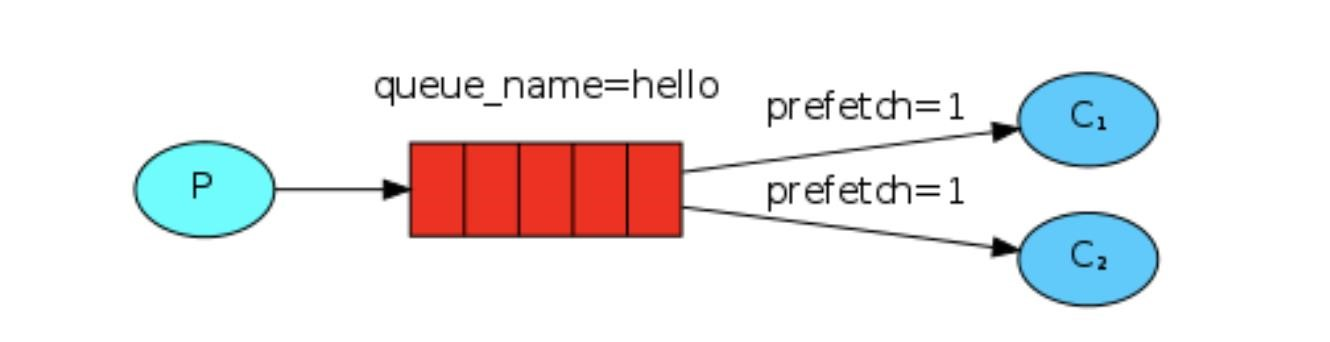 queue_name=hello
prefetch=1
C₁
P
prefetch=1
C₂